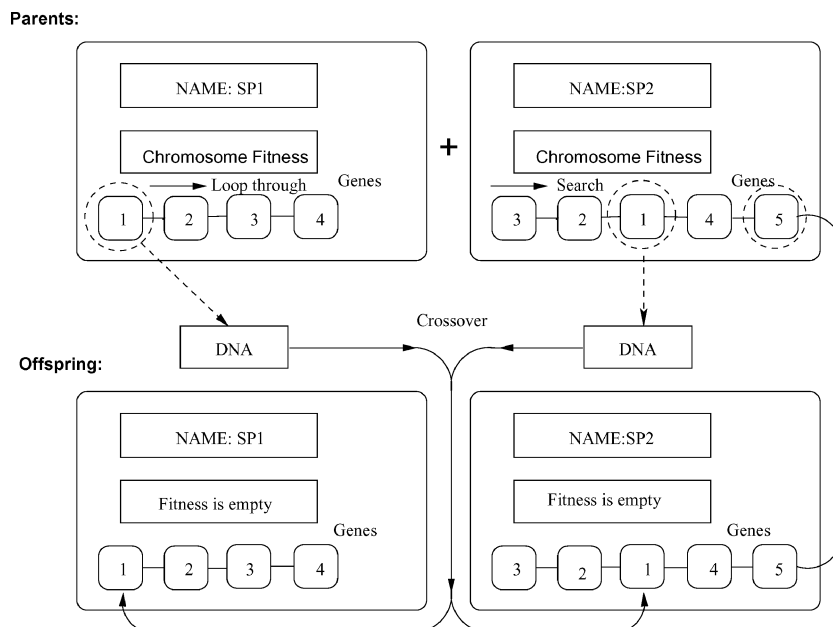 Parents:
NAME: SP1
Chromosome Fitness
Loop through
Genes
1 2 3 4
+
NAME:SP2
Chromosome Fitness
Search
Genes
3 2 1 4 5
DNA
Crossover
DNA
Offspring:
NAME: SP1
Fitness is empty
Genes
1 2 3 4
NAME:SP2
Fitness is empty
Genes
3 2 1 4 5